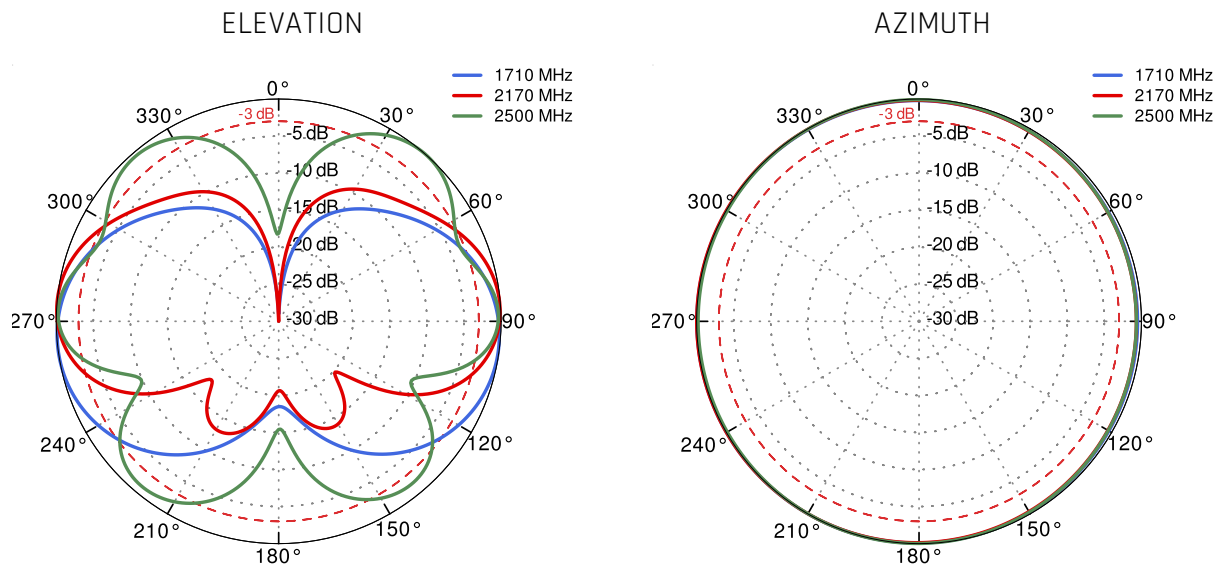 ELEVATION
1710 MHz
2170 MHz
2500 MHz
0°
30°
60°
90°
120°
150°
180°
210°
240°
270°
300°
330°
-3 dB
-5 dB
-10 dB
-15 dB
-20 dB
-25 dB
-30 dB
AZIMUTH
1710 MHz
2170 MHz
2500 MHz
0°
30°
60°
90°
120°
150°
180°
210°
240°
270°
300°
330°
-3 dB
-5 dB
-10 dB
-15 dB
-20 dB
-25 dB
-30 dB